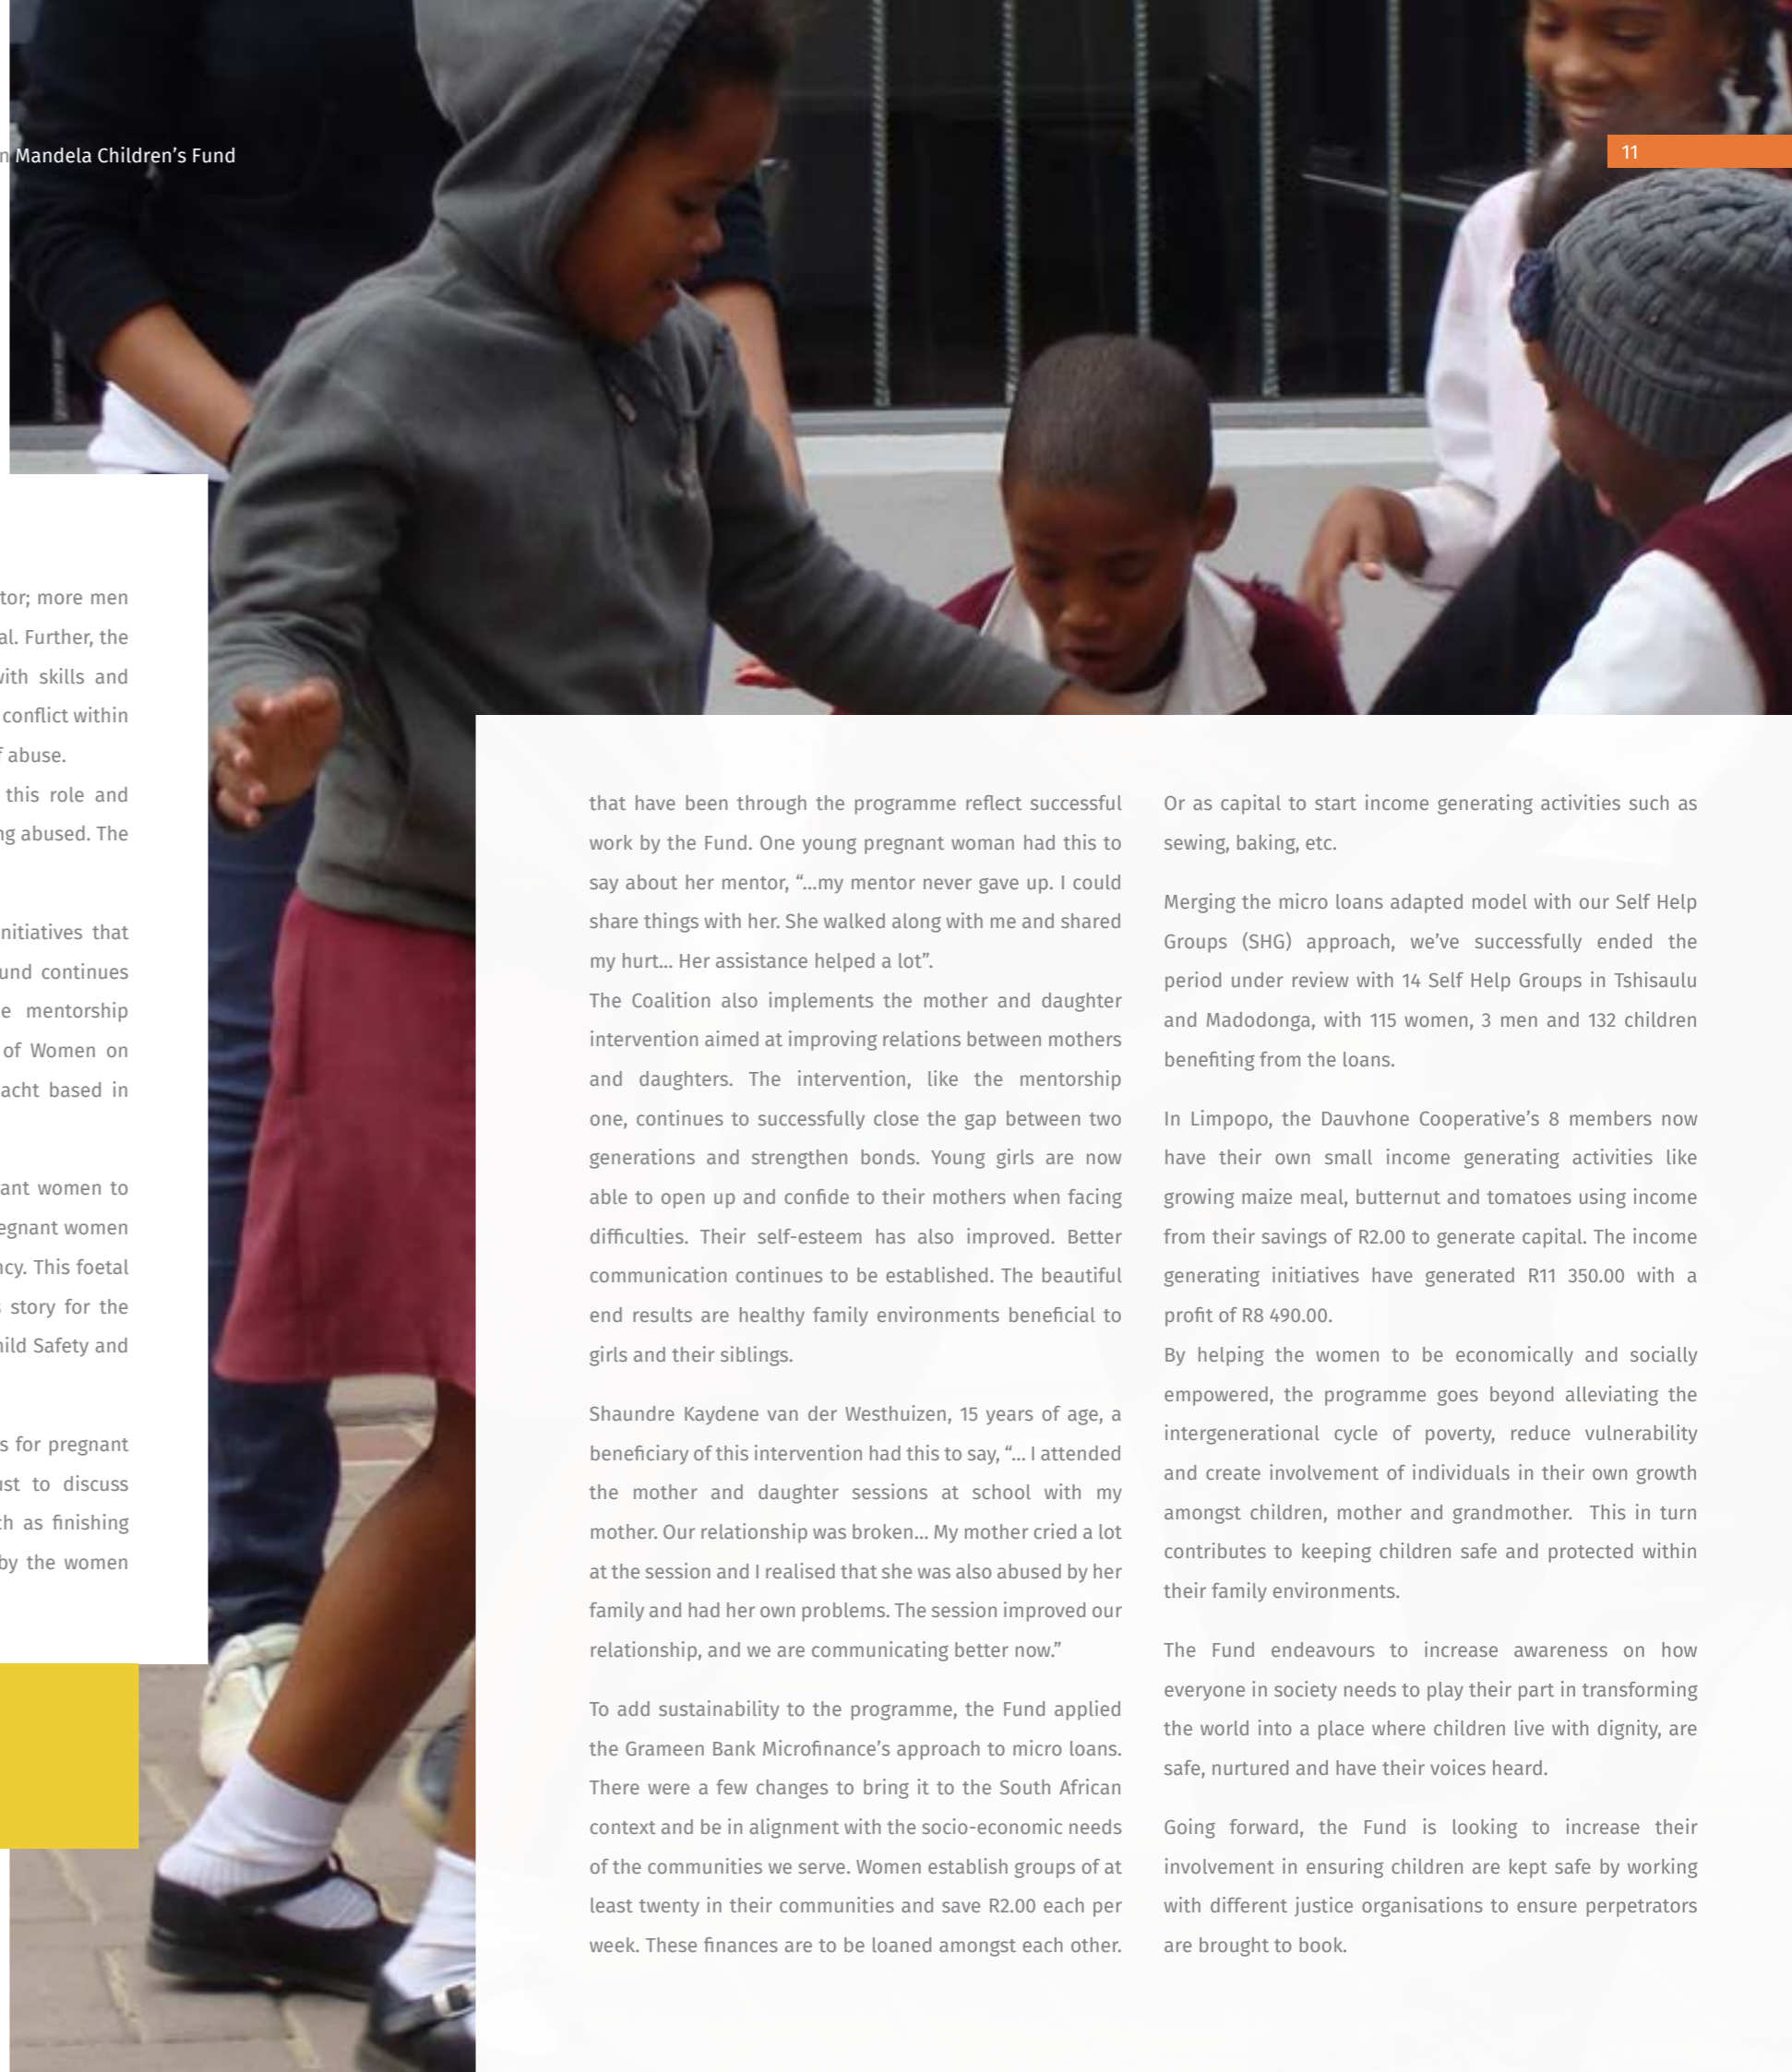 Mandela Children's Fund
11
tor; more men
al. Further, the
with skills and
conflict within
f abuse.
this role and
ng abused. The
nitiatives that
und continues
e mentorship
of Women on
acht based in
ant women to
egnant women
ncy. This foetal
s story for the
hild Safety and
s for pregnant
ust to discuss
ch as finishing
by the women
that have been through the programme reflect successful
work by the Fund. One young pregnant woman had this to
say about her mentor, “...my mentor never gave up. I could
share things with her. She walked along with me and shared
my hurt... Her assistance helped a lot”.
The Coalition also implements the mother and daughter
intervention aimed at improving relations between mothers
and daughters. The intervention, like the mentorship
one, continues to successfully close the gap between two
generations and strengthen bonds. Young girls are now
able to open up and confide to their mothers when facing
difficulties. Their self-esteem has also improved. Better
communication continues to be established. The beautiful
end results are healthy family environments beneficial to
girls and their siblings.
Shaundre Kaydene van der Westhuizen, 15 years of age, a
beneficiary of this intervention had this to say, “... I attended
the mother and daughter sessions at school with my
mother. Our relationship was broken... My mother cried a lot
at the session and I realised that she was also abused by her
family and had her own problems. The session improved our
relationship, and we are communicating better now.”
To add sustainability to the programme, the Fund applied
the Grameen Bank Microfinance’s approach to micro loans.
There were a few changes to bring it to the South African
context and be in alignment with the socio-economic needs
of the communities we serve. Women establish groups of at
least twenty in their communities and save R2.00 each per
week. These finances are to be loaned amongst each other.
Or as capital to start income generating activities such as
sewing, baking, etc.
Merging the micro loans adapted model with our Self Help
Groups (SHG) approach, we’ve successfully ended the
period under review with 14 Self Help Groups in Tshisaulu
and Madodonga, with 115 women, 3 men and 132 children
benefiting from the loans.
In Limpopo, the Dauvhone Cooperative’s 8 members now
have their own small income generating activities like
growing maize meal, butternut and tomatoes using income
from their savings of R2.00 to generate capital. The income
generating initiatives have generated R11 350.00 with a
profit of R8 490.00.
By helping the women to be economically and socially
empowered, the programme goes beyond alleviating the
intergenerational cycle of poverty, reduce vulnerability
and create involvement of individuals in their own growth
amongst children, mother and grandmother. This in turn
contributes to keeping children safe and protected within
their family environments.
The Fund endeavours to increase awareness on how
everyone in society needs to play their part in transforming
the world into a place where children live with dignity, are
safe, nurtured and have their voices heard.
Going forward, the Fund is looking to increase their
involvement in ensuring children are kept safe by working
with different justice organisations to ensure perpetrators
are brought to book.